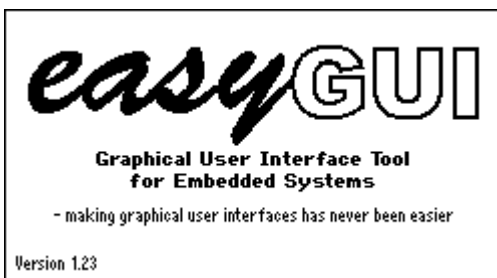 easyGUI
Graphical User Interface Tool
for Embedded Systems
- making graphical user interfaces has never been easier
Version 1.23